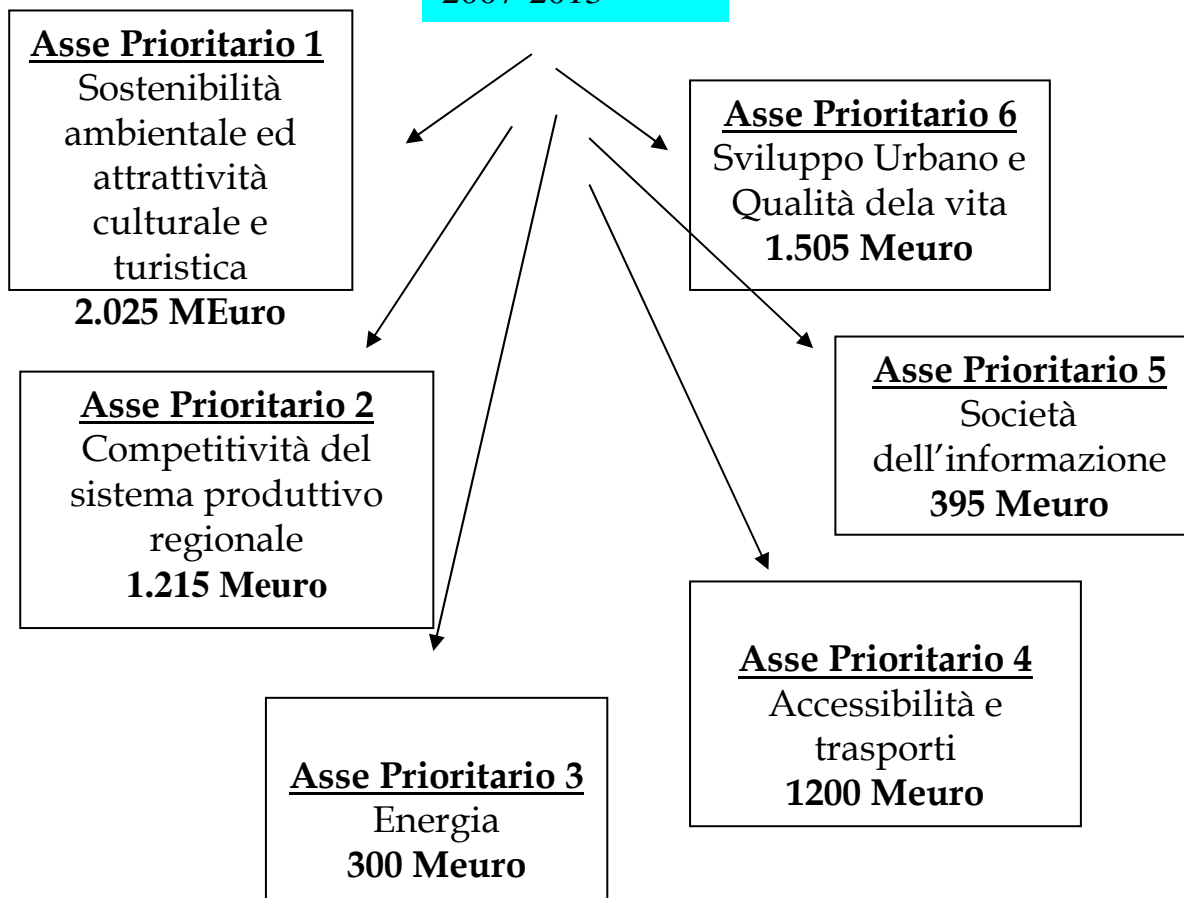 2007-2013
Asse Prioritario 1
Sostenibilità
ambientale ed
attrattività
culturale e
turistica
2.025 MEuro
Asse Prioritario 6
Sviluppo Urbano e
Qualità dela vita
1.505 Meuro
Asse Prioritario 2
Competitività del
sistema produttivo
regionale
1.215 Meuro
Asse Prioritario 5
Società
dell’informazione
395 Meuro
Asse Prioritario 3
Energia
300 Meuro
Asse Prioritario 4
Accessibilità e
trasporti
1200 Meuro